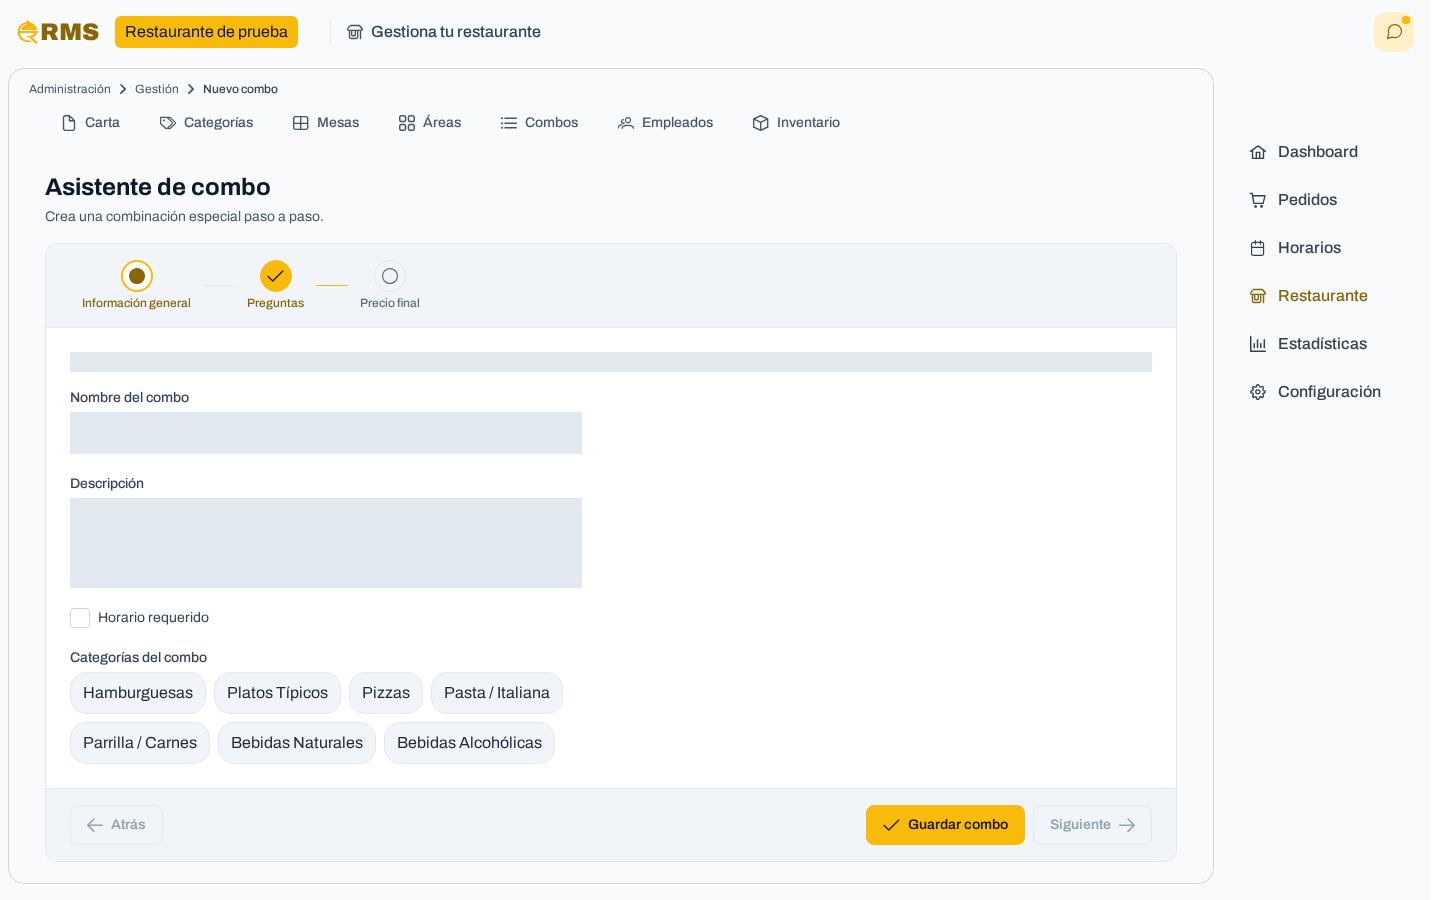 RMS
Restaurante de prueba
Gestiona tu restaurante
Administración
Gestión
Nuevo combo
Carta
Categorías
Mesas
Áreas
Combos
Empleados
Inventario
Asistente de combo
Crea una combinación especial paso a paso.
Información general
Preguntas
Precio final
Nombre del combo
Descripción
Horario requerido
Categorías del combo
Hamburguesas
Platos Típicos
Pizzas
Pasta / Italiana
Parrilla / Carnes
Bebidas Naturales
Bebidas Alcohólicas
Atrás
Guardar combo
Siguiente
Dashboard
Pedidos
Horarios
Restaurante
Estadísticas
Configuración